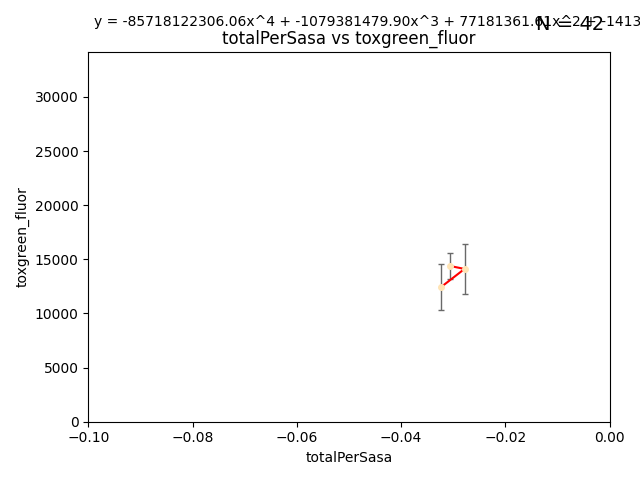 y = -85718122306.06x^4 + -1079381479.90x^3 + 77181361. x^2 + -1413
N = 42
totalPerSasa vs toxgreen_fluor
30000
25000
20000
15000
10000
5000
0
toxgreen_fluor
−0.10 −0.08 −0.06 −0.04 −0.02 0.00
totalPerSasa